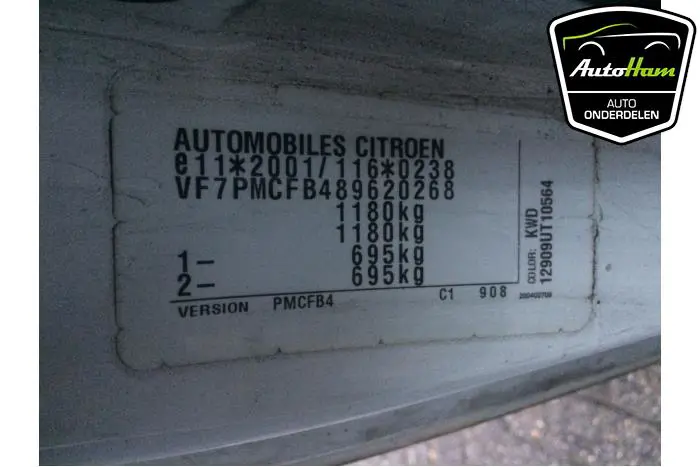 AutoHam
AUTO
ONDERDELEN
AUTOMOBILES CITROEN
e11*2001/116*0238
VF7PMCFB489620268
1180kg
1180kg
1- 695kg
2- 695kg
VERSION PMCFB4 C1 908
COLOR: KWD
12909UT10564